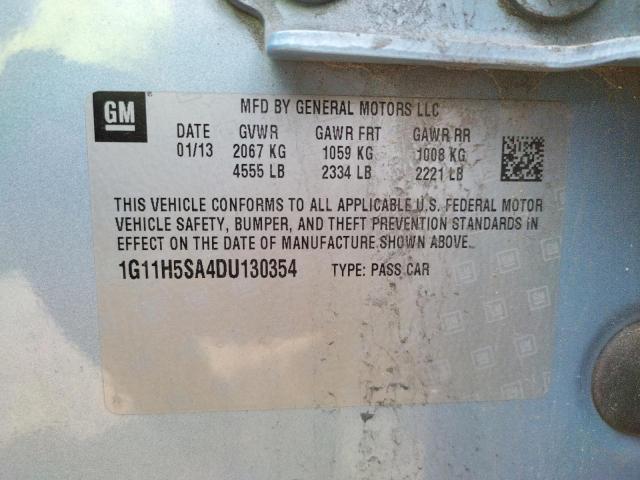 GM
MFD BY GENERAL MOTORS LLC
DATE GVWR GAWR FRT GAWR RR
01/13 2067 KG 1059 KG 1008 KG
4555 LB 2334 LB 2221 LB
THIS VEHICLE CONFORMS TO ALL APPLICABLE U.S. FEDERAL MOTOR
VEHICLE SAFETY, BUMPER, AND THEFT PREVENTION STANDARDS IN
EFFECT ON THE DATE OF MANUFACTURE SHOWN ABOVE.
1G11H5SA4DU130354 TYPE: PASS CAR